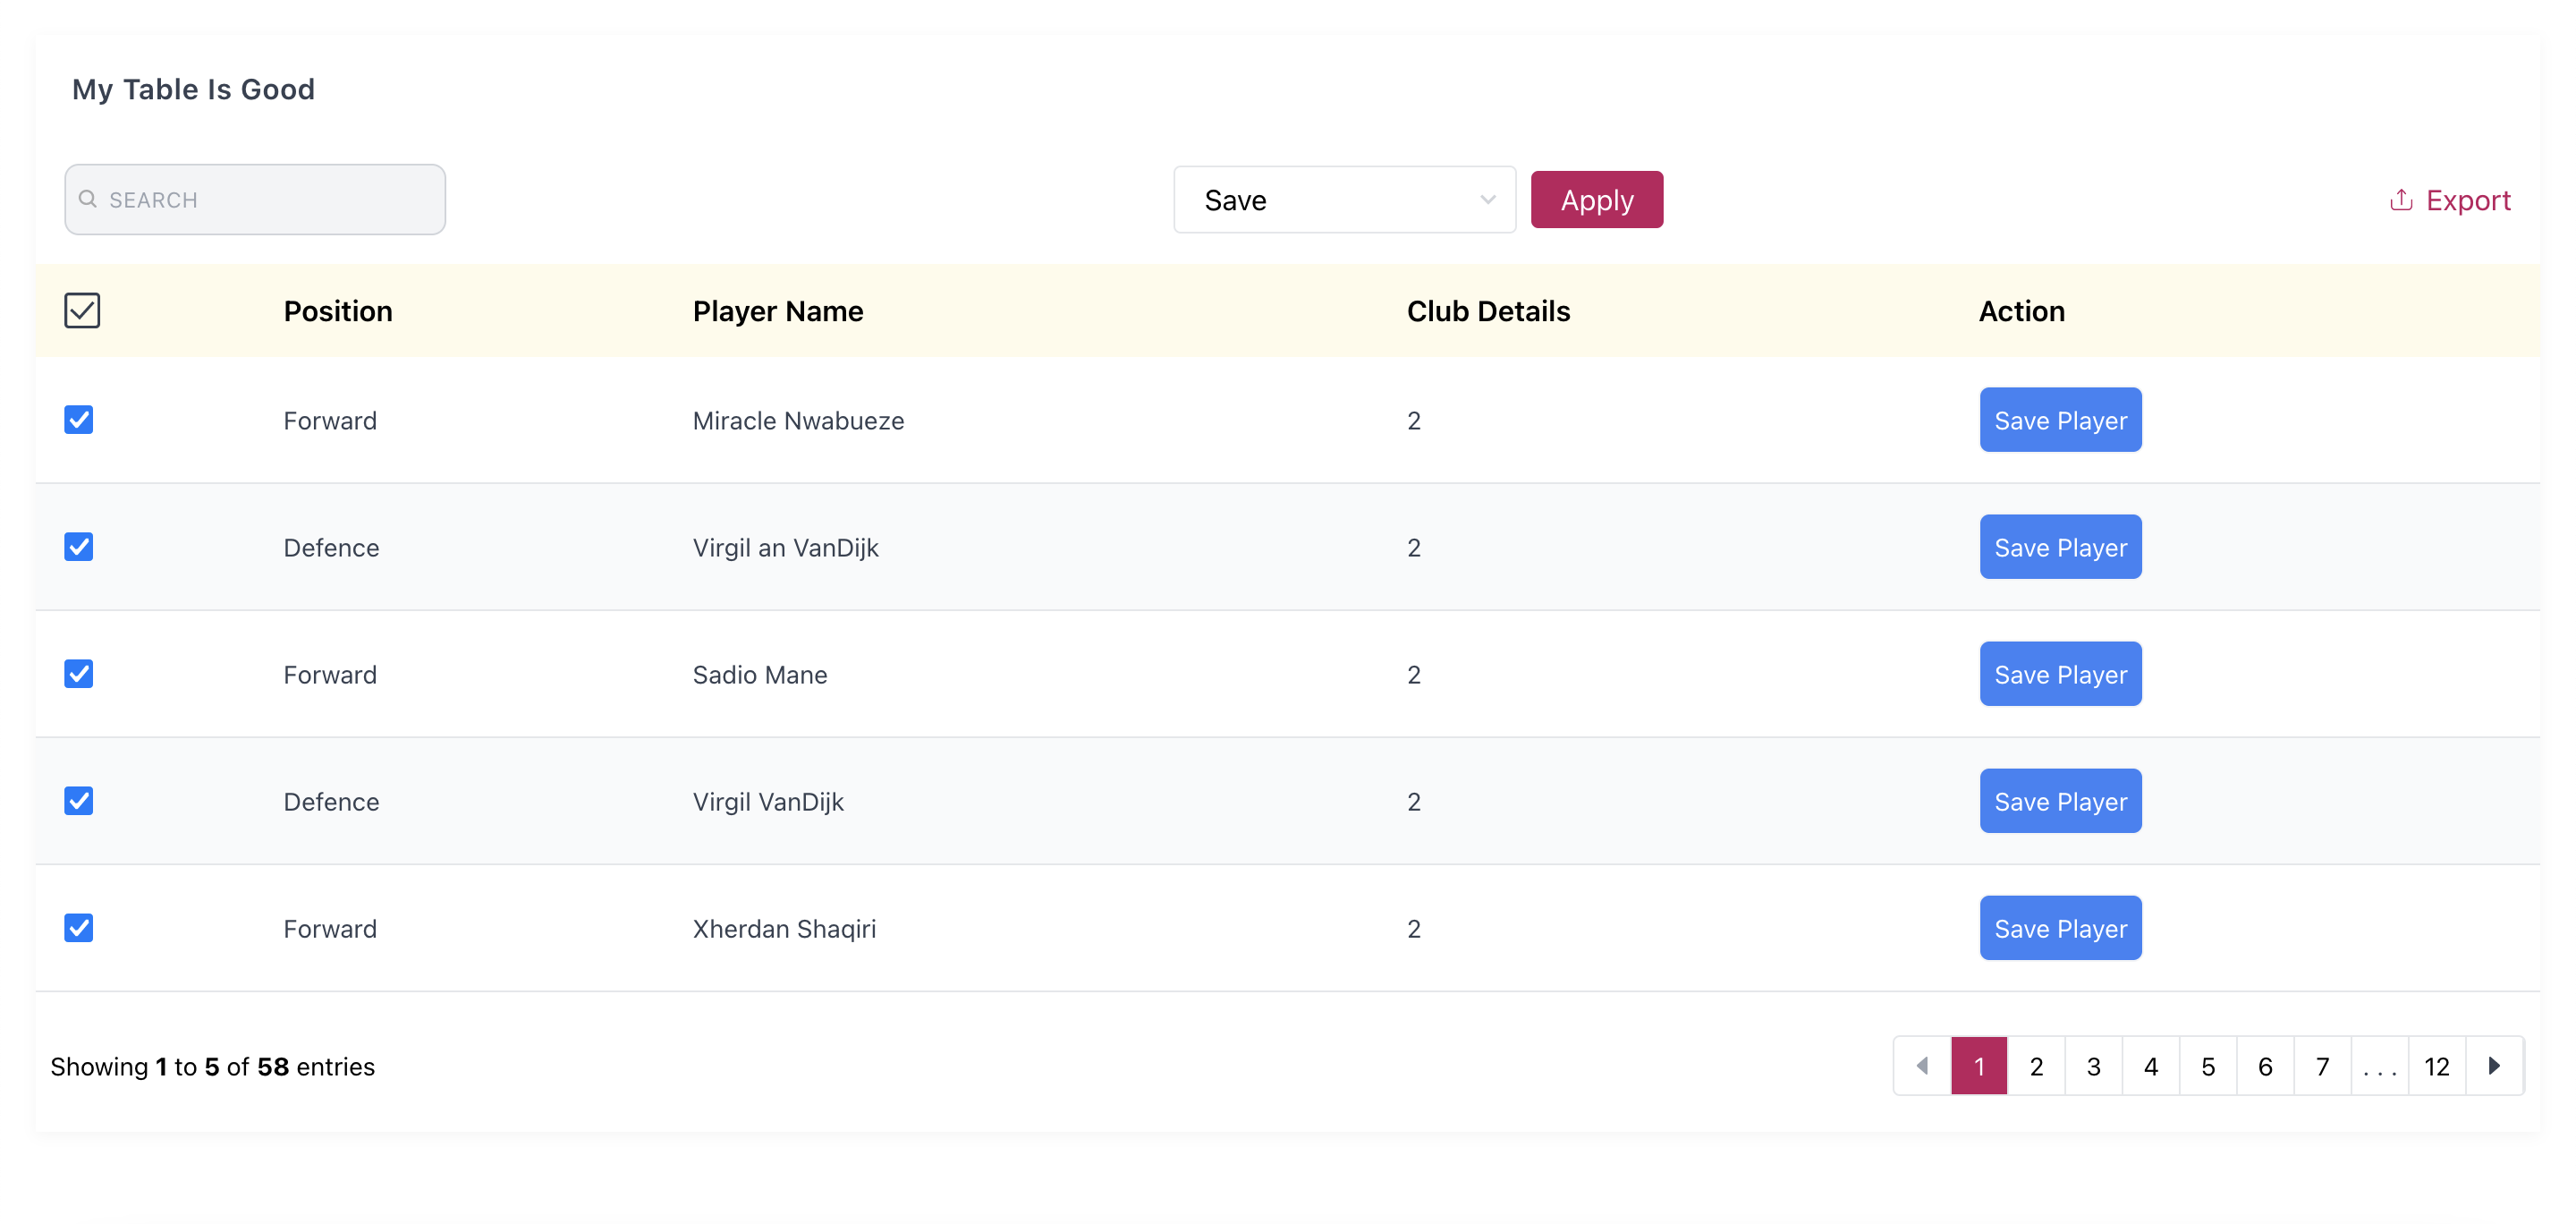 My Table Is Good
SEARCH
Save
Apply
Export
Position Player Name Club Details Action
Forward Miracle Nwabueze 2 Save Player
Defence Virgil an VanDijk 2 Save Player
Forward Sadio Mane 2 Save Player
Defence Virgil VanDijk 2 Save Player
Forward Xherdan Shaqiri 2 Save Player
Showing 1 to 5 of 58 entries
1 2 3 4 5 6 7 ... 12